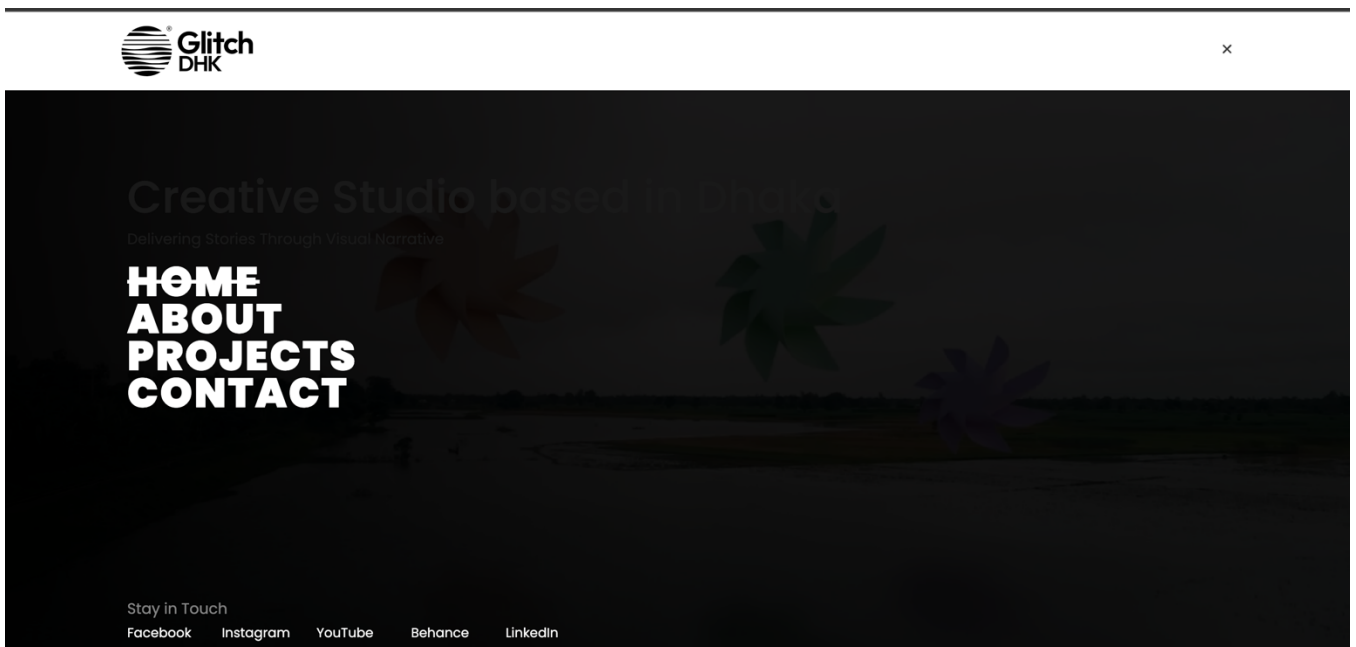 ® Glitch
DHK
×
Creative Studio based in Dhaka
Delivering Stories Through Visual Narrative
HOME
ABOUT
PROJECTS
CONTACT
Stay in Touch
Facebook Instagram YouTube Behance LinkedIn